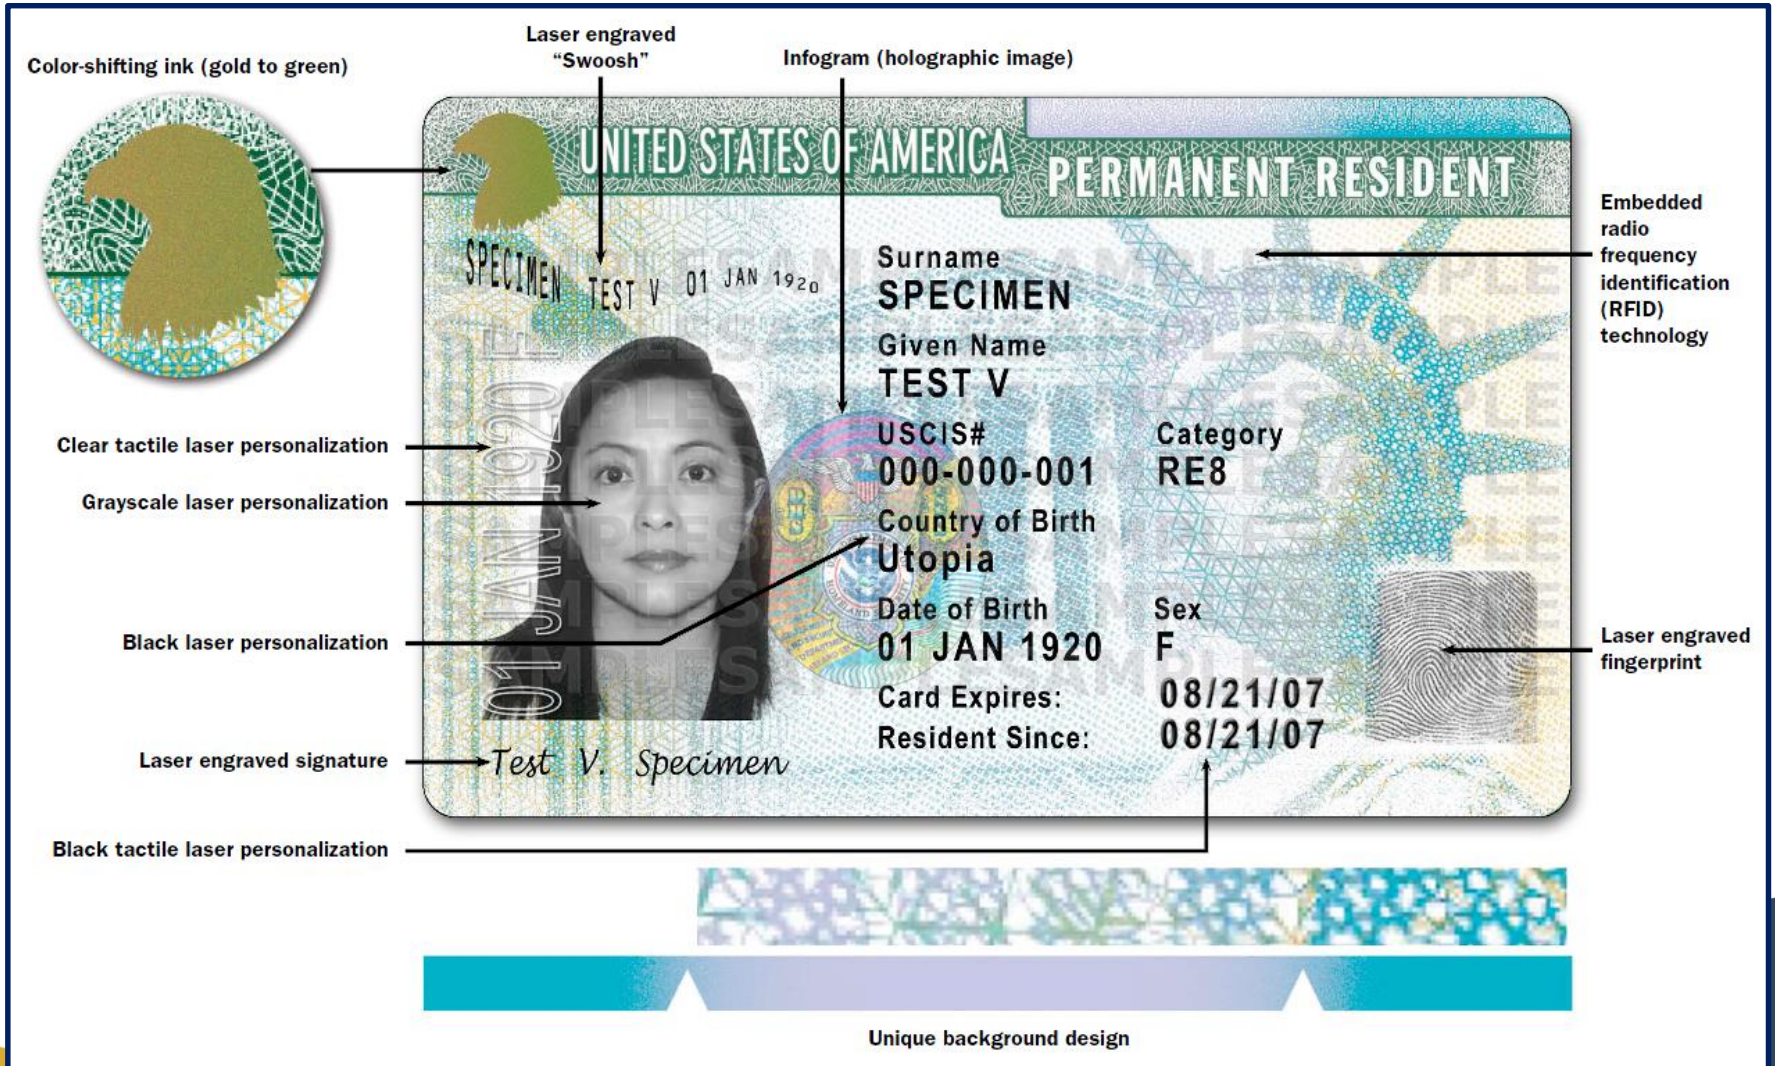 Color-shifting ink (gold to green)
Laser engraved
“Swoosh”
Infogram (holographic image)
UNITED STATES OF AMERICA
PERMANENT RESIDENT
SPECIMEN TEST V 01 JAN 1920
Surname
SPECIMEN
Given Name
TEST V
USCIS#
000-000-001
Category
RE8
Country of Birth
Utopia
Date of Birth
01 JAN 1920
Sex
F
Card Expires: 08/21/07
Resident Since: 08/21/07
01 JAN 1920 F
Test V. Specimen
Embedded
radio
frequency
identification
(RFID)
technology
Clear tactile laser personalization
Grayscale laser personalization
Black laser personalization
Laser engraved signature
Black tactile laser personalization
Laser engraved
fingerprint
Unique background design